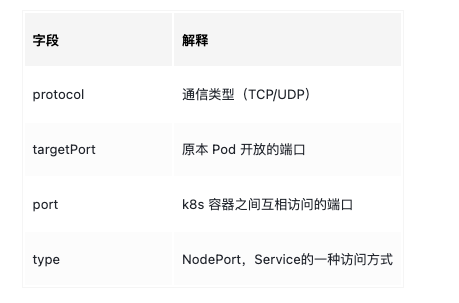 字段 解释
protocol 通信类型（TCP/UDP）
targetPort 原本 Pod 开放的端口
port k8s 容器之间互相访问的端口
type NodePort，Service的一种访问方式